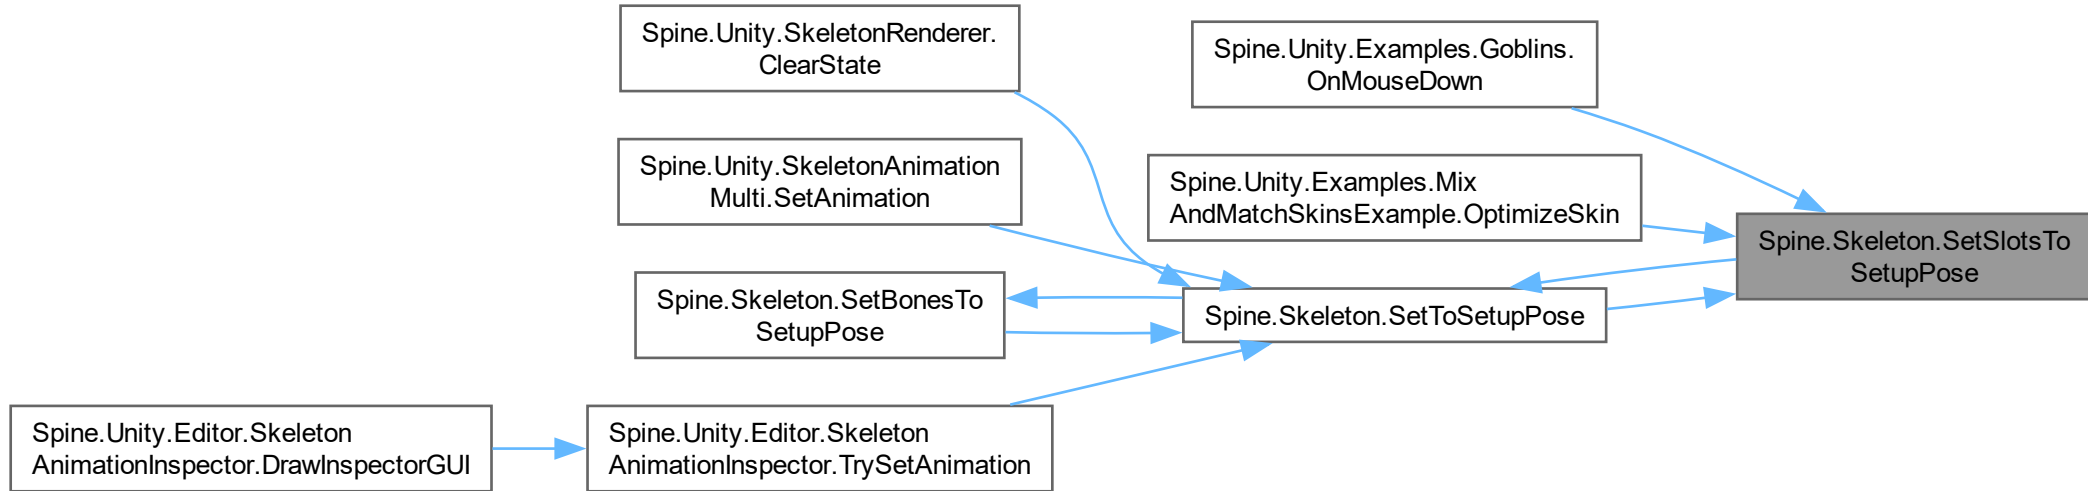 Spine.Unity.SkeletonRenderer.
ClearState
Spine.Unity.Examples.Goblins.
OnMouseDown
Spine.Unity.SkeletonAnimation
Multi.SetAnimation
Spine.Unity.Examples.Mix
AndMatchSkinsExample.OptimizeSkin
Spine.Skeleton.SetSlotsTo
SetupPose
Spine.Skeleton.SetBonesTo
SetupPose
Spine.Skeleton.SetToSetupPose
Spine.Unity.Editor.Skeleton
AnimationInspector.DrawInspectorGUI
Spine.Unity.Editor.Skeleton
AnimationInspector.TrySetAnimation